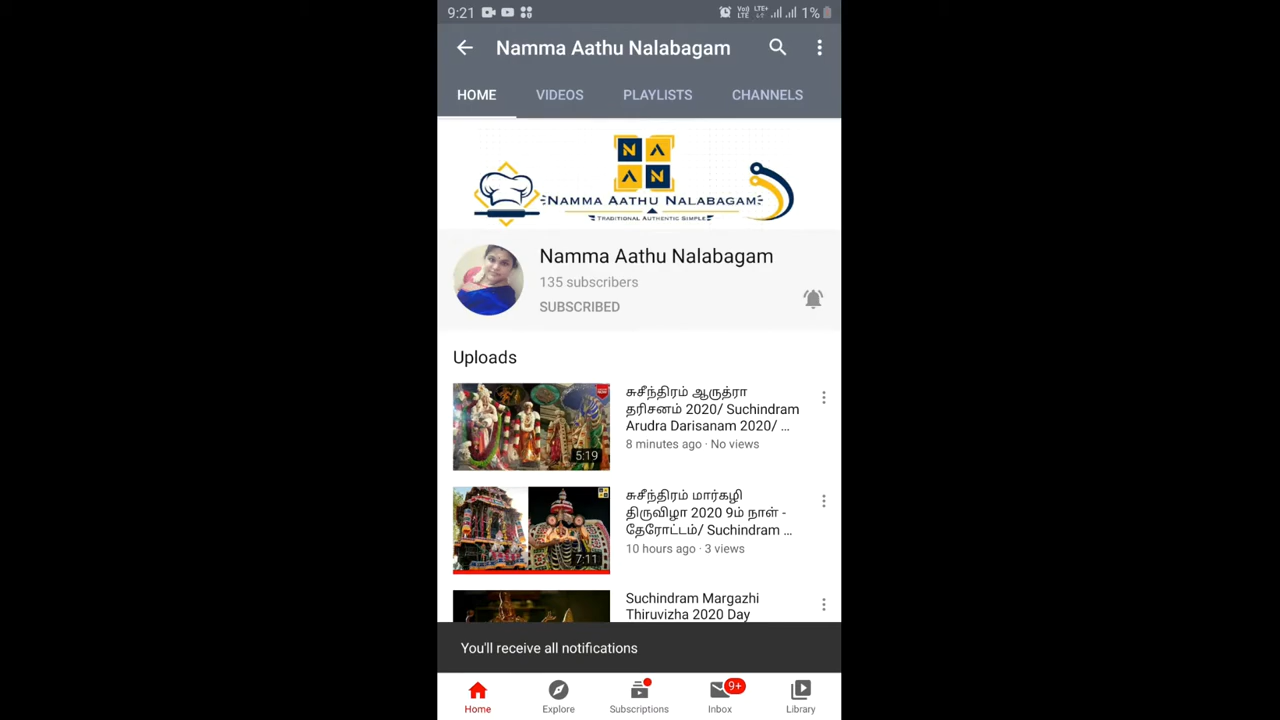 9:21 Vo) LTE LTE+ 1%
Namma Aathu Nalabagam
HOME VIDEOS PLAYLISTS CHANNELS
N A
A N
NAMMA AATHU NALABAGAM
TRADITIONAL AUTHENTIC SIMPLE
Namma Aathu Nalabagam
135 subscribers
SUBSCRIBED
Uploads
சுசீந்திரம் ஆருத்ரா
தரிசனம் 2020/ Suchindram
Arudra Darisanam 2020/ …
8 minutes ago · No views
5:19
சுசீந்திரம் மார்கழி
திருவிழா 2020 9ம் நாள் -
தேரோட்டம்/ Suchindram …
10 hours ago · 3 views
7:11
Suchindram Margazhi
Thiruvizha 2020 Day
You'll receive all notifications
9+
Home Explore Subscriptions Inbox Library